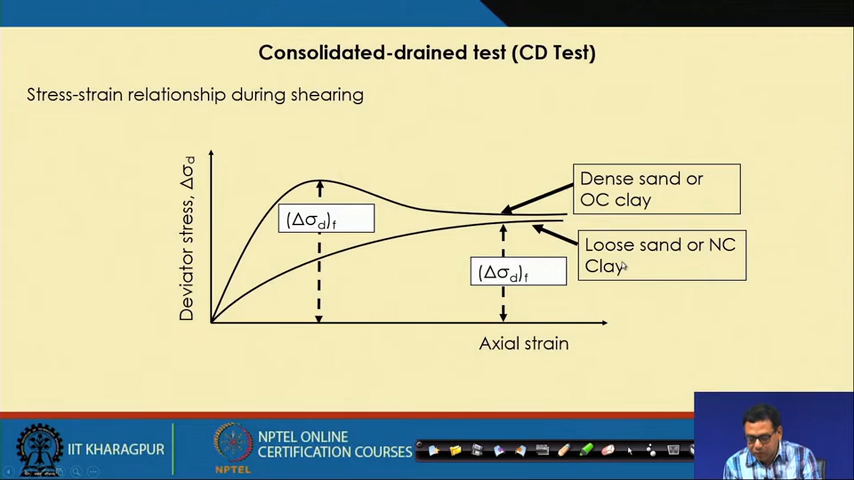 Consolidated-drained test (CD Test)
Stress-strain relationship during shearing
Deviator stress, Δσd
(Δσd)f
Dense sand or
OC clay
Loose sand or NC
Clay
(Δσd)f
Axial strain
IIT KHARAGPUR
NPTEL
NPTEL ONLINE
CERTIFICATION COURSES